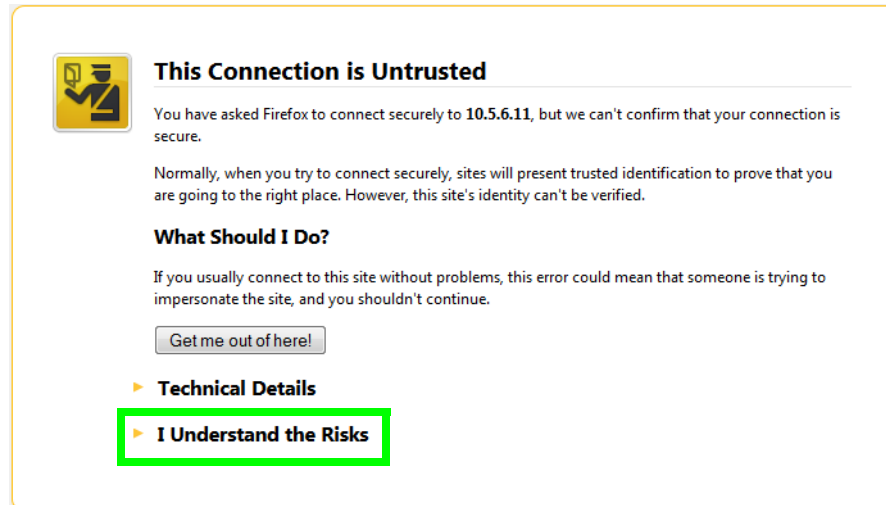 This Connection is Untrusted
You have asked Firefox to connect securely to 10.5.6.11, but we can't confirm that your connection is
secure.
Normally, when you try to connect securely, sites will present trusted identification to prove that you
are going to the right place. However, this site's identity can't be verified.
What Should I Do?
If you usually connect to this site without problems, this error could mean that someone is trying to
impersonate the site, and you shouldn't continue.
Get me out of here!
Technical Details
I Understand the Risks